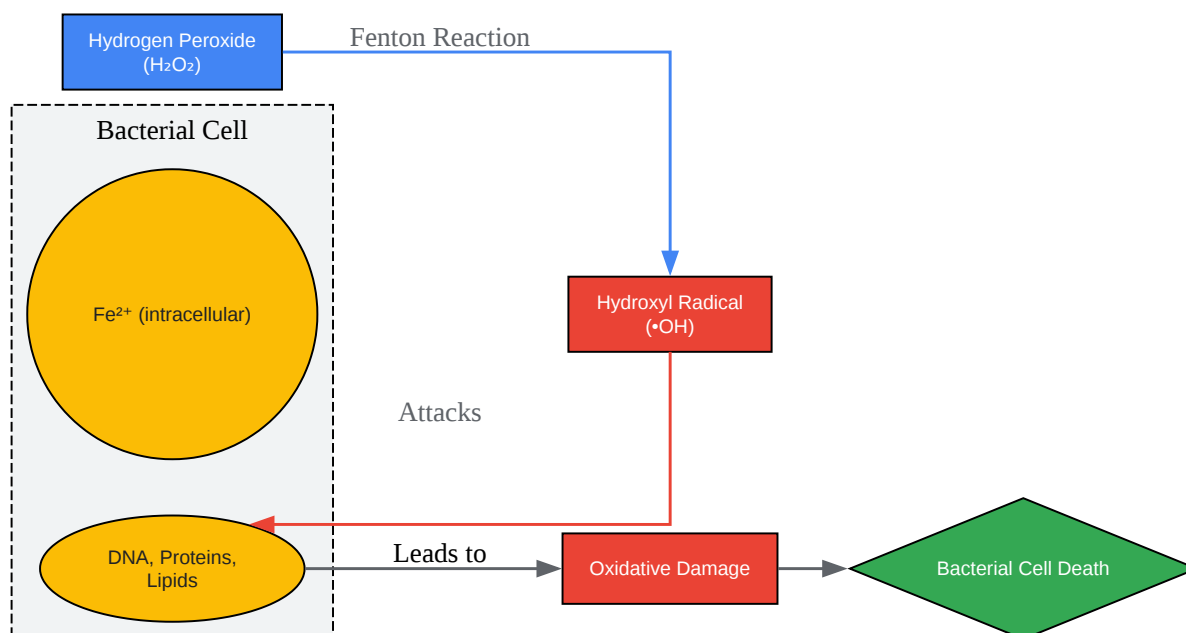 Hydrogen Peroxide
(H₂O₂)
Fenton Reaction
Bacterial Cell
Fe²⁺ (intracellular)
Hydroxyl Radical
(•OH)
Attacks
DNA, Proteins,
Lipids
Leads to
Oxidative Damage
Bacterial Cell Death